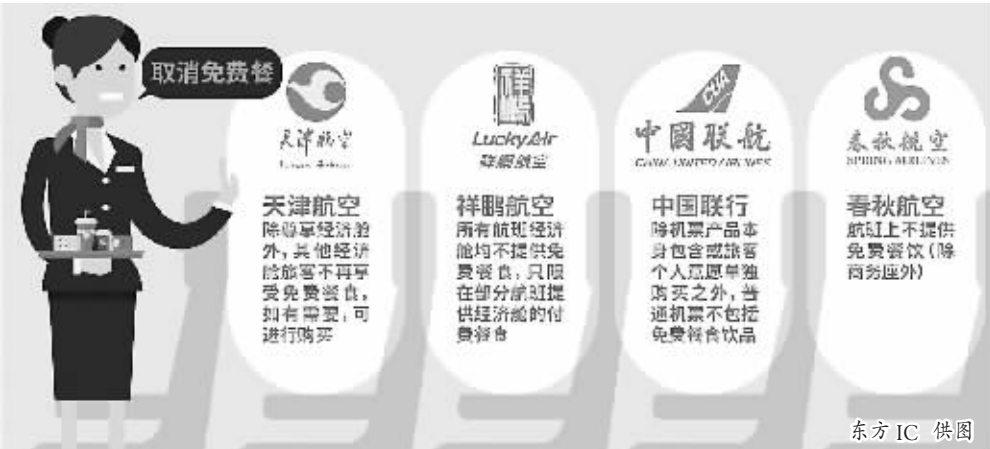 取消免费餐
天津航空
祥鹏
Lucky Air
祥鹏航空
CUA
中國联航
CHINA UNITED AIRLINES
春秋航空
SPRING AIRLINES
天津航空
除尊享经济舱
外，其他经济
舱旅客不再享
受免费餐食，
如有需要，可
进行购买
祥鹏航空
所有航班经济
舱均不提供免
费餐食，只限
在部分航班提
供经济舱的付
费餐食
中国联行
除机票产品本
身包含或旅客
个人意愿单独
购买之外，普
通机票不包括
免费餐食饮品
春秋航空
航班上不提供
免费餐饮（除
商务座外）
东方 IC 供图